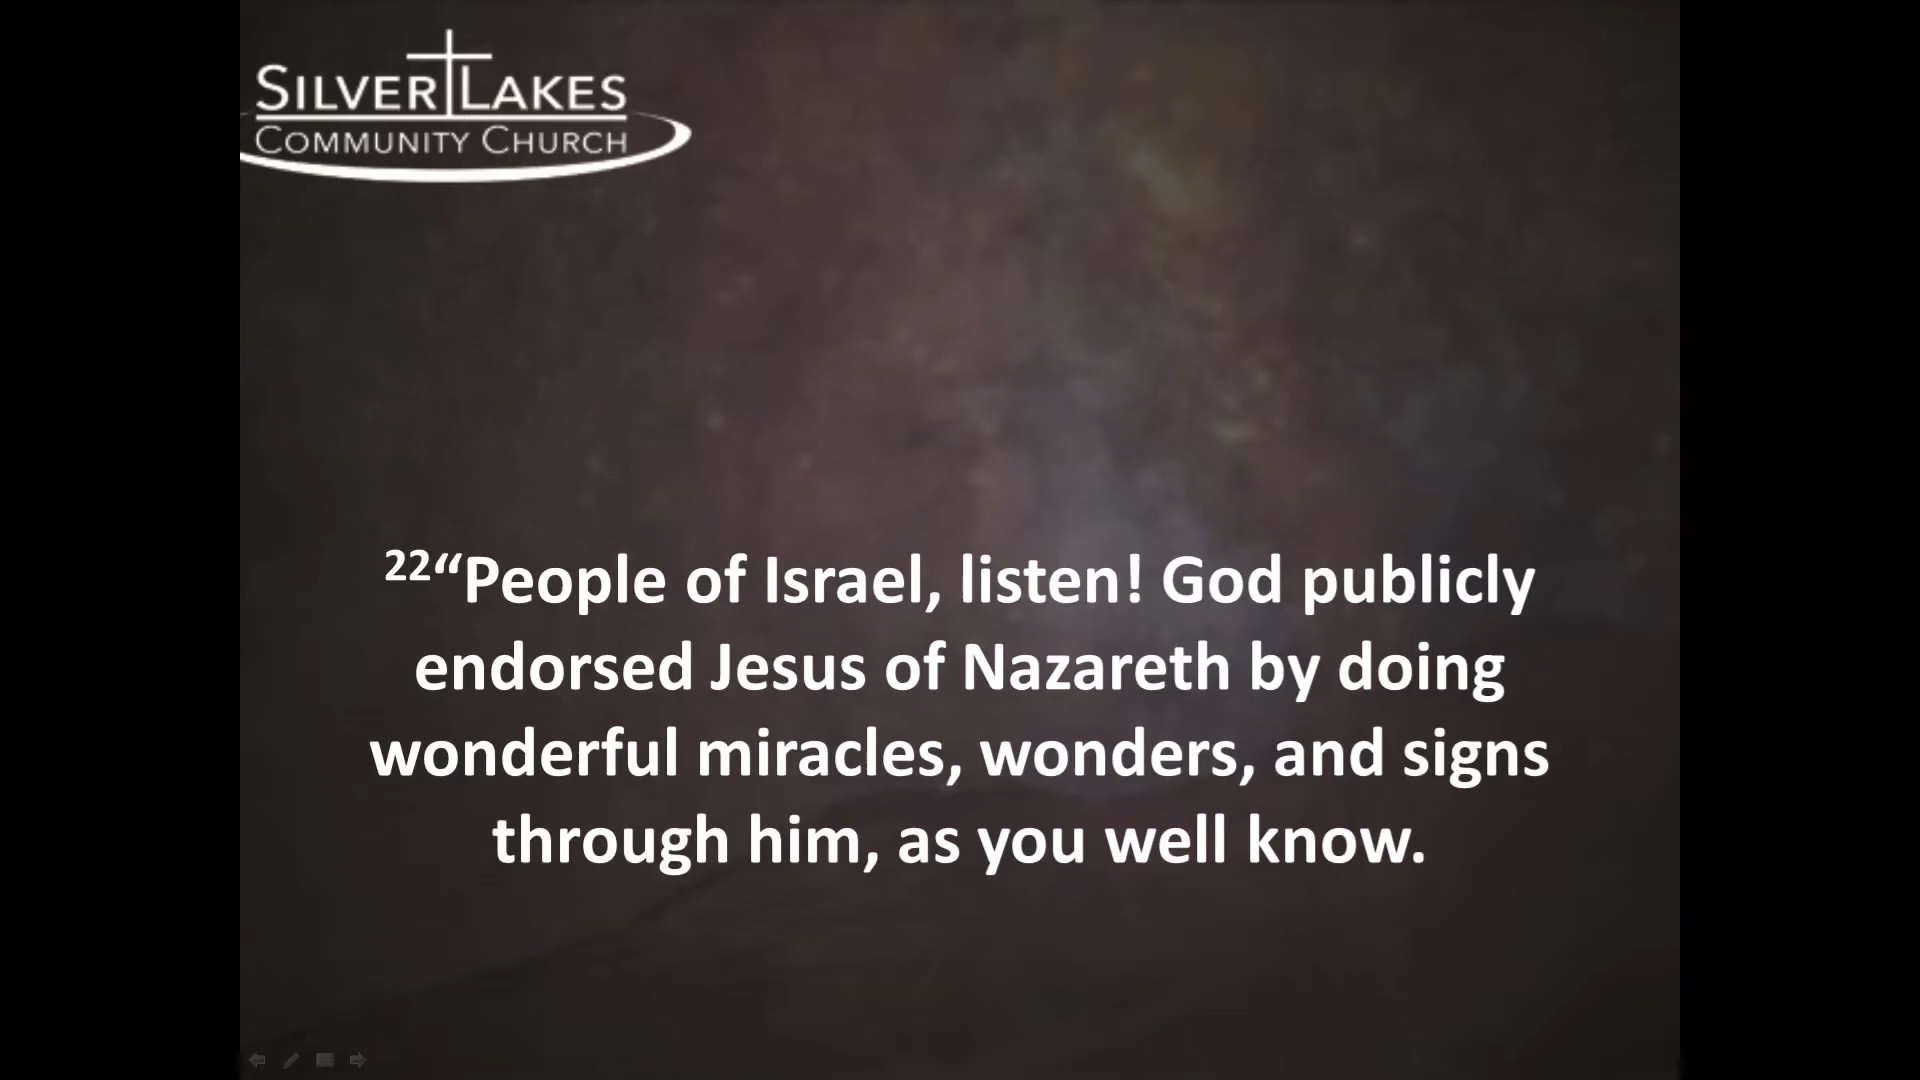 SILVER LAKES
COMMUNITY CHURCH
22“People of Israel, listen! God publicly
endorsed Jesus of Nazareth by doing
wonderful miracles, wonders, and signs
through him, as you well know.